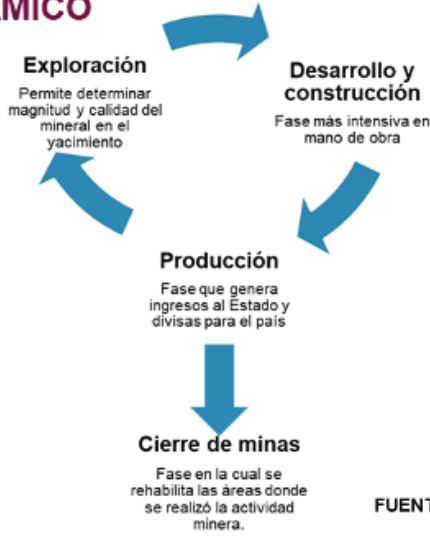 ÁMICO
Exploración
Permite determinar
magnitud y calidad del
mineral en el
yacimiento
Desarrollo y
construcción
Fase más intensiva en
mano de obra
Producción
Fase que genera
ingresos al Estado y
divisas para el país
Cierre de minas
Fase en la cual se
rehabilita las áreas donde
se realizó la actividad
minera.
FUENT